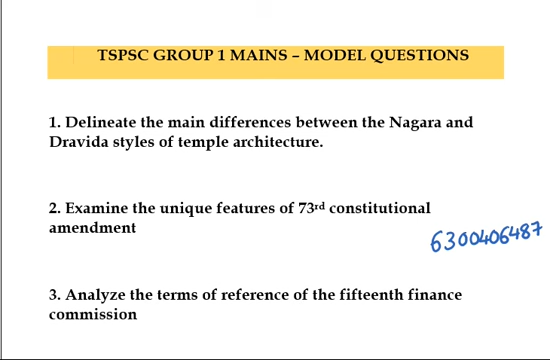 TSPSC GROUP 1 MAINS – MODEL QUESTIONS
1. Delineate the main differences between the Nagara and
Dravida styles of temple architecture.
2. Examine the unique features of 73rd constitutional
amendment
6300406487
3. Analyze the terms of reference of the fifteenth finance
commission